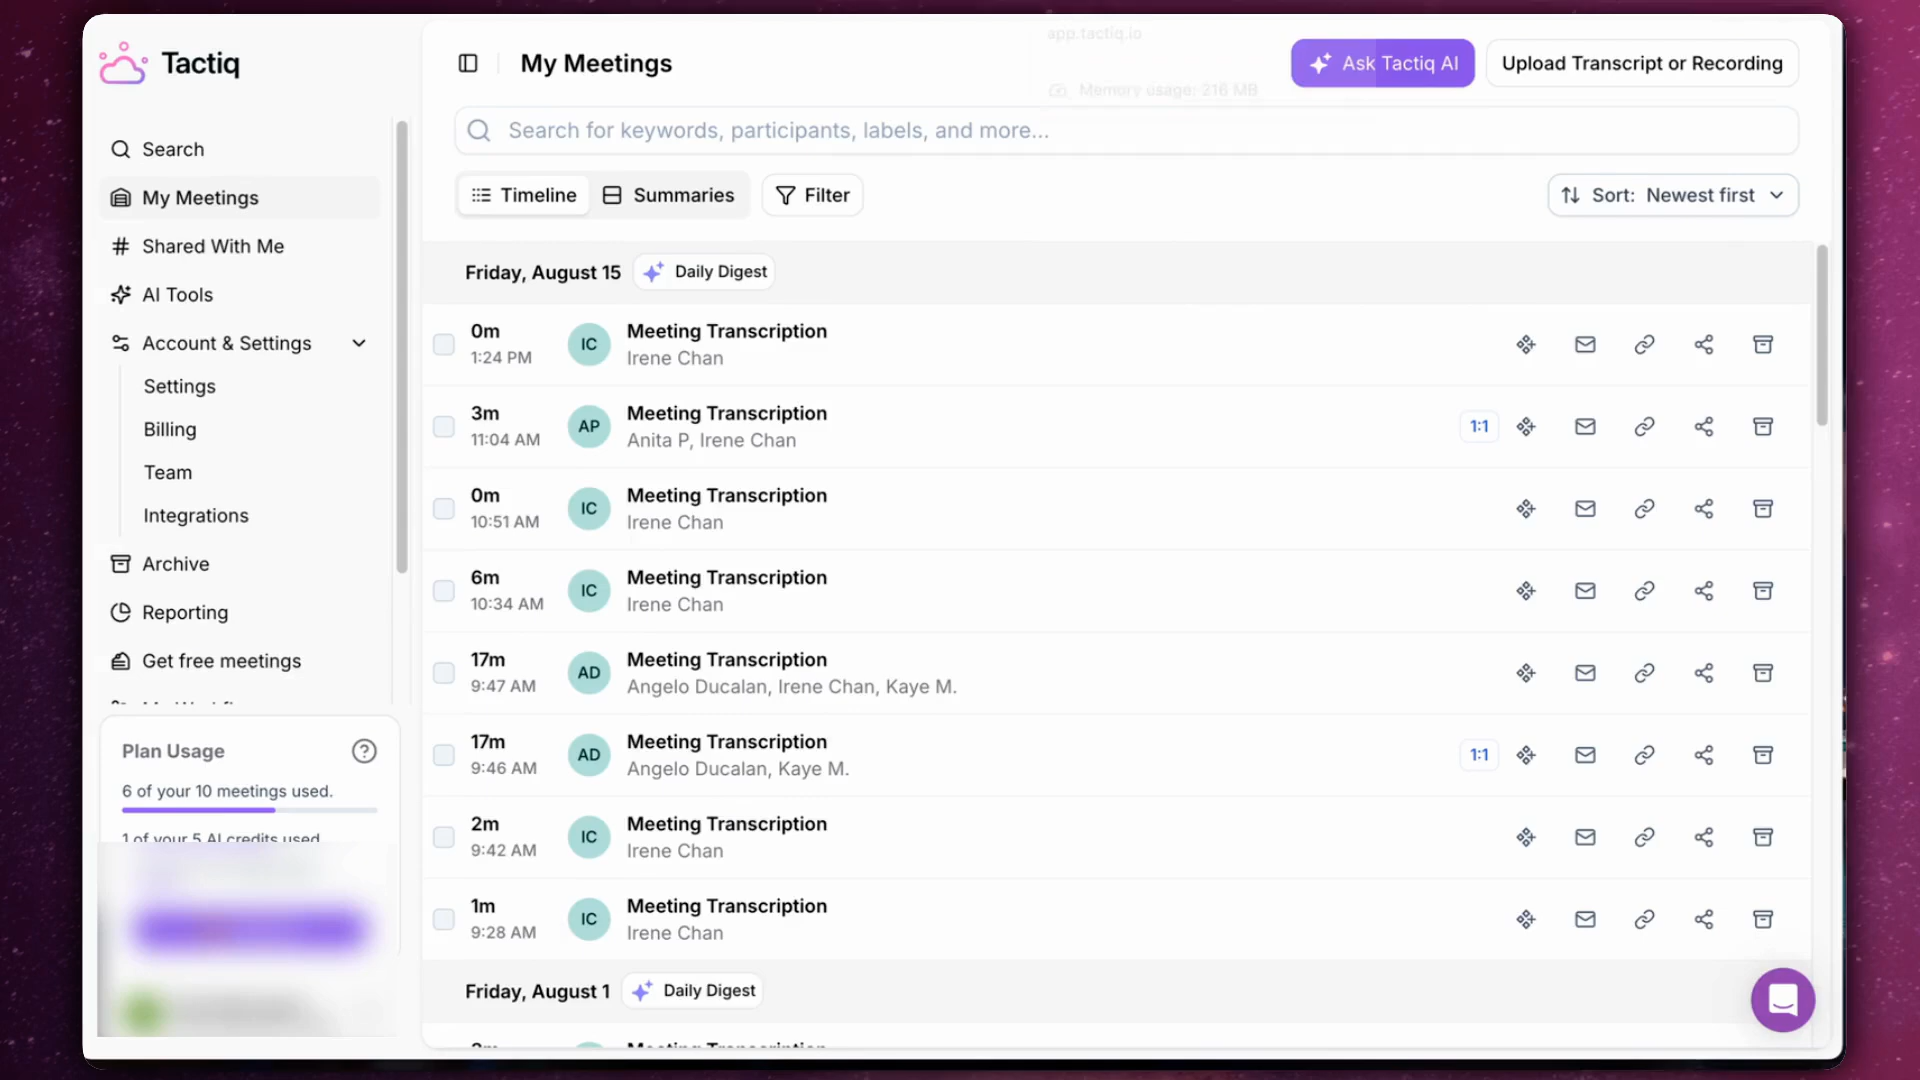 Tactiq
Search
My Meetings
Shared With Me
AI Tools
Account & Settings
Settings
Billing
Team
Integrations
Archive
Reporting
Get free meetings
Plan Usage
6 of your 10 meetings used.
1 of your 5 AI credits used
My Meetings
app.tactiq.io
Memory usage: 216 MB
Ask Tactiq AI
Upload Transcript or Recording
Search for keywords, participants, labels, and more...
Timeline
Summaries
Filter
Sort: Newest first
Friday, August 15
Daily Digest
0m
1:24 PM
IC
Meeting Transcription
Irene Chan
3m
11:04 AM
AP
Meeting Transcription
Anita P, Irene Chan
1:1
0m
10:51 AM
IC
Meeting Transcription
Irene Chan
6m
10:34 AM
IC
Meeting Transcription
Irene Chan
17m
9:47 AM
AD
Meeting Transcription
Angelo Ducalan, Irene Chan, Kaye M.
17m
9:46 AM
AD
Meeting Transcription
Angelo Ducalan, Kaye M.
1:1
2m
9:42 AM
IC
Meeting Transcription
Irene Chan
1m
9:28 AM
IC
Meeting Transcription
Irene Chan
Friday, August 1
Daily Digest
Meeting Transcription